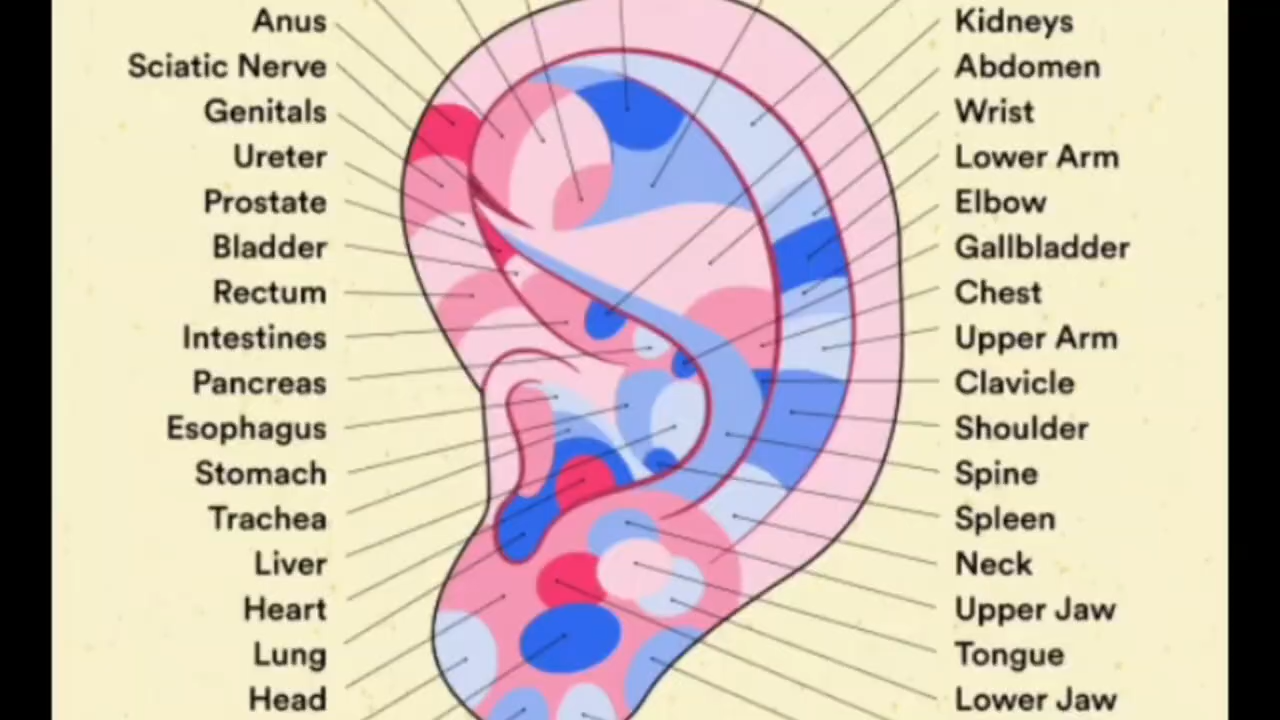 Anus
Sciatic Nerve
Genitals
Ureter
Prostate
Bladder
Rectum
Intestines
Pancreas
Esophagus
Stomach
Trachea
Liver
Heart
Lung
Head
Kidneys
Abdomen
Wrist
Lower Arm
Elbow
Gallbladder
Chest
Upper Arm
Clavicle
Shoulder
Spine
Spleen
Neck
Upper Jaw
Tongue
Lower Jaw